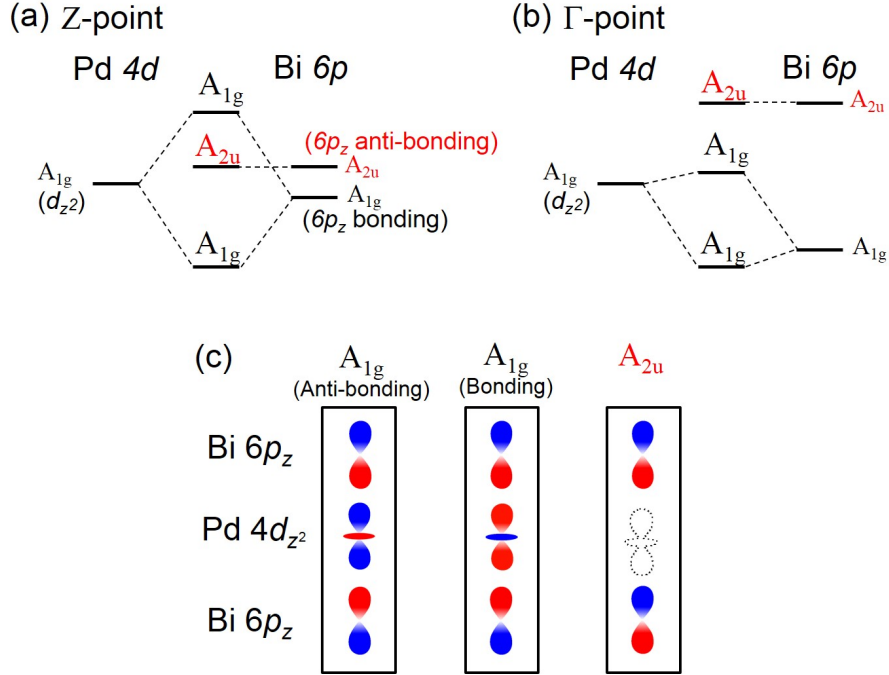 (a) Z-point
Pd 4d
Bi 6p
A1g
A2u
(6pz anti-bonding)
A2u
A1g
(dz2)
A1g
(6pz bonding)
A1g
(b) Γ-point
Pd 4d
Bi 6p
A2u
A2u
A1g
A1g
(dz2)
A1g
A1g
(c)
A1g
(Anti-bonding)
A1g
(Bonding)
A2u
Bi 6pz
Pd 4dz2
Bi 6pz